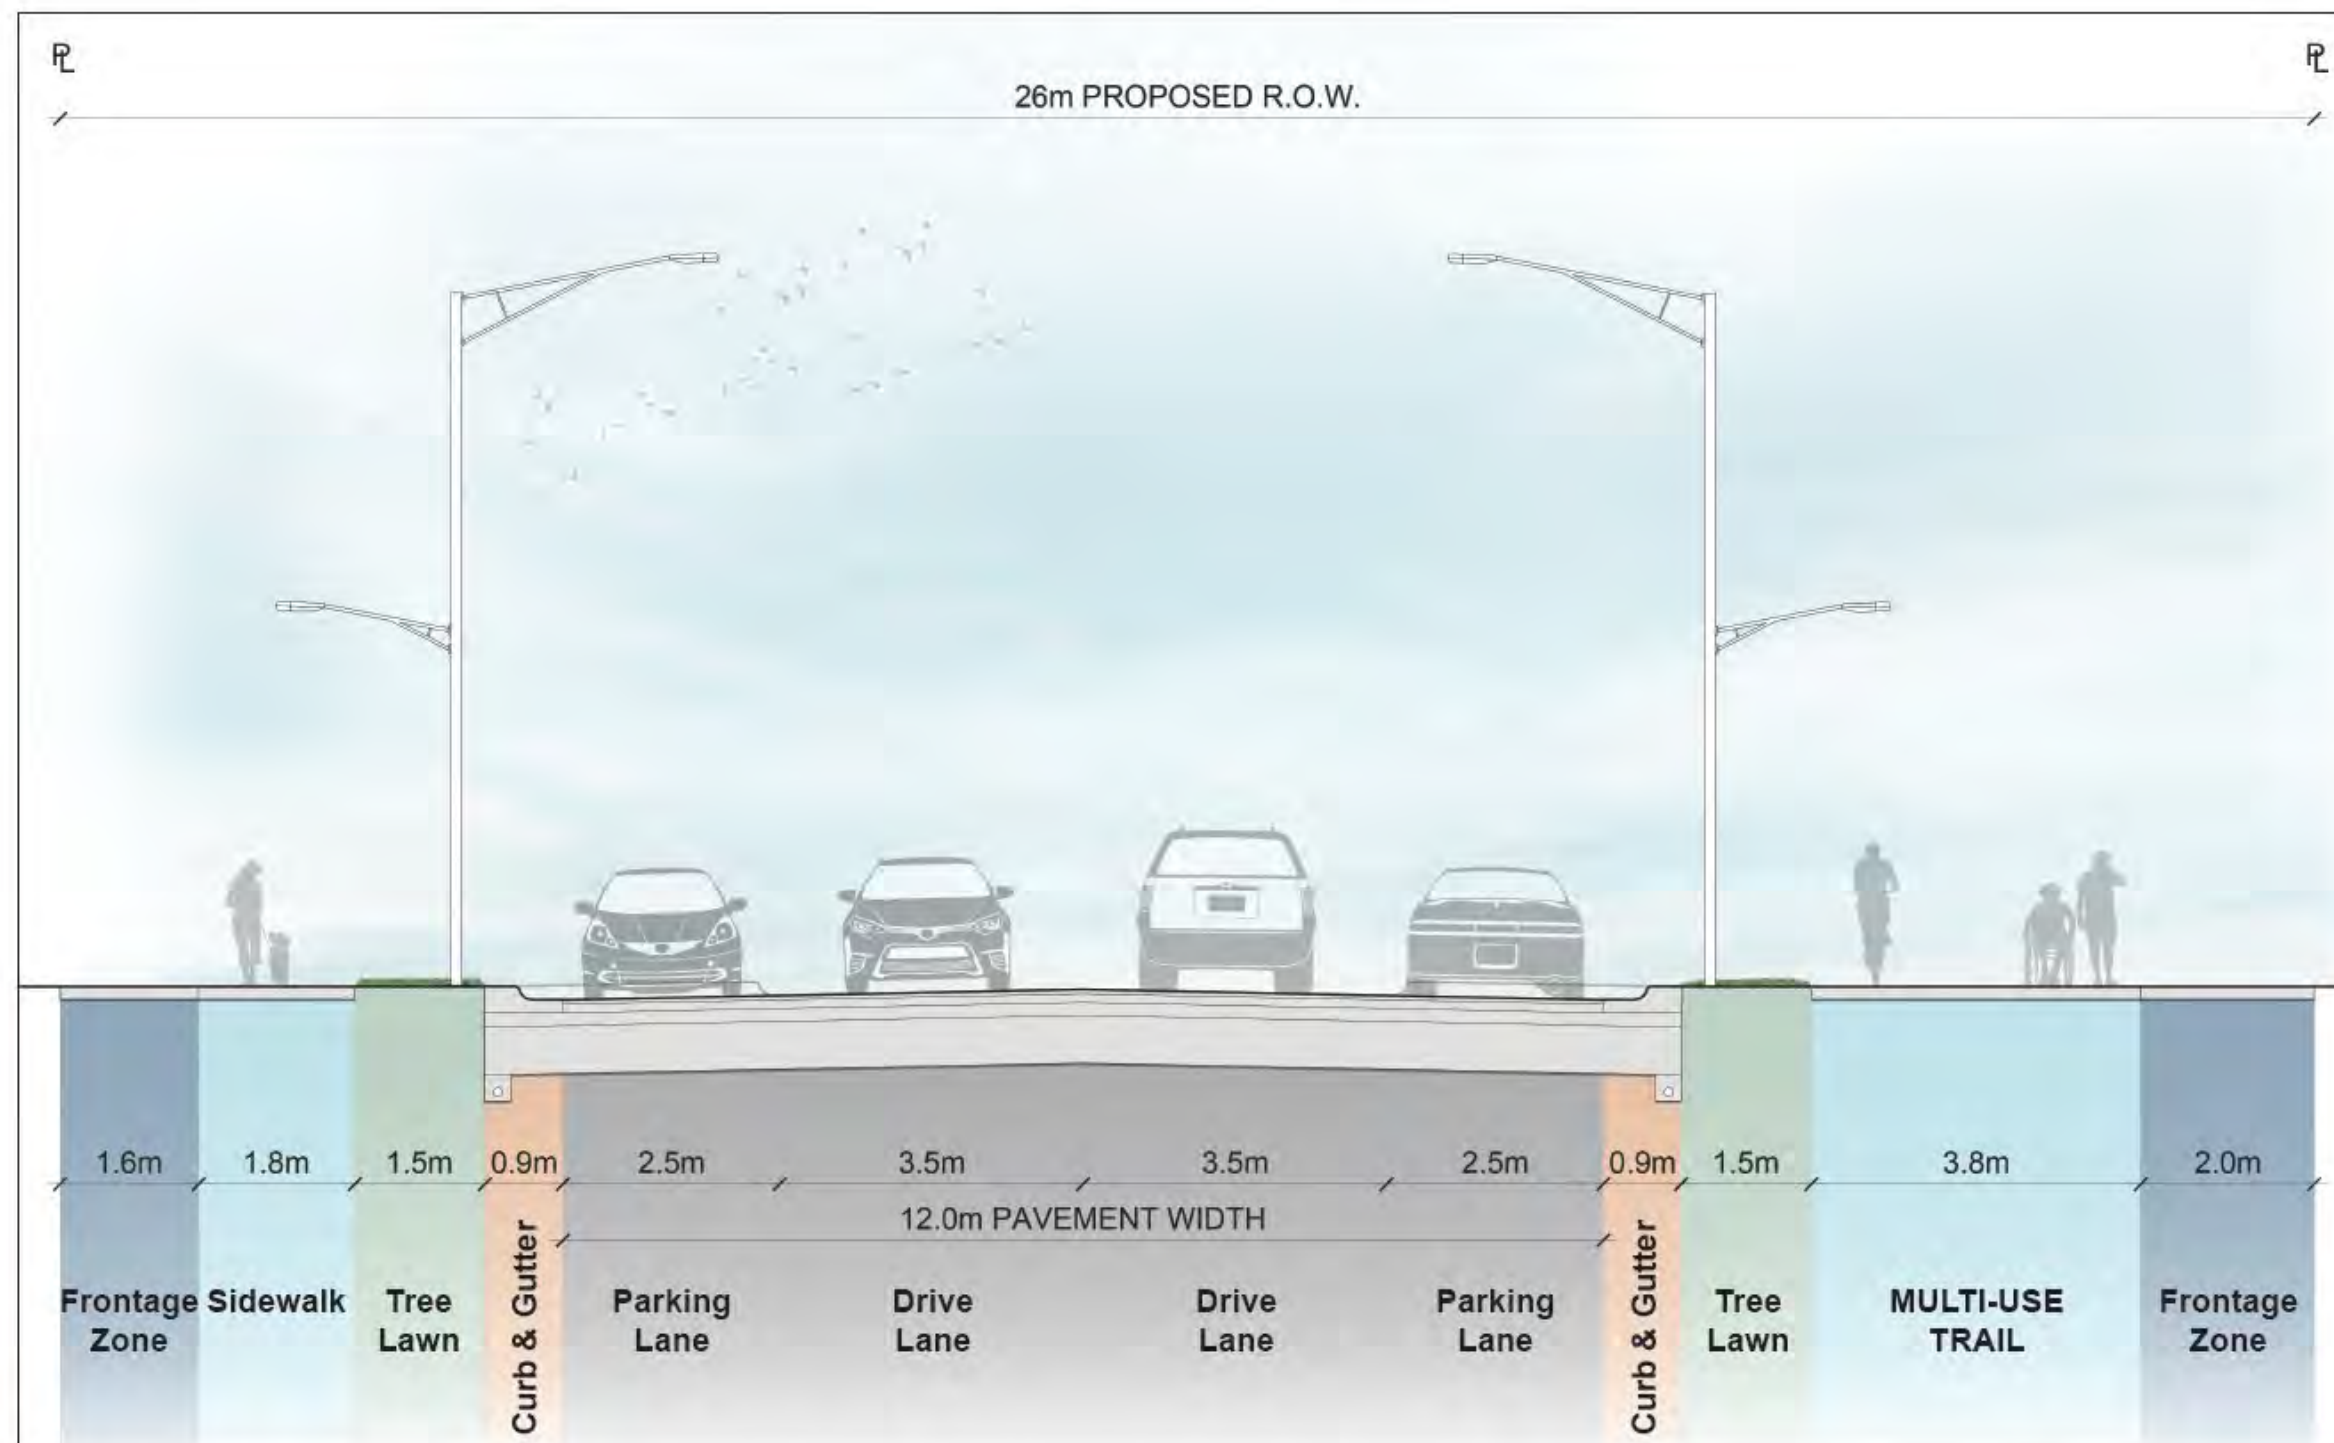 PL
PL
26m PROPOSED R.O.W.
1.6m
1.8m
1.5m
0.9m
2.5m
3.5m
3.5m
2.5m
0.9m
1.5m
3.8m
2.0m
12.0m PAVEMENT WIDTH
Frontage
Zone
Sidewalk
Tree
Lawn
Curb & Gutter
Parking
Lane
Drive
Lane
Drive
Lane
Parking
Lane
Curb & Gutter
Tree
Lawn
MULTI-USE
TRAIL
Frontage
Zone